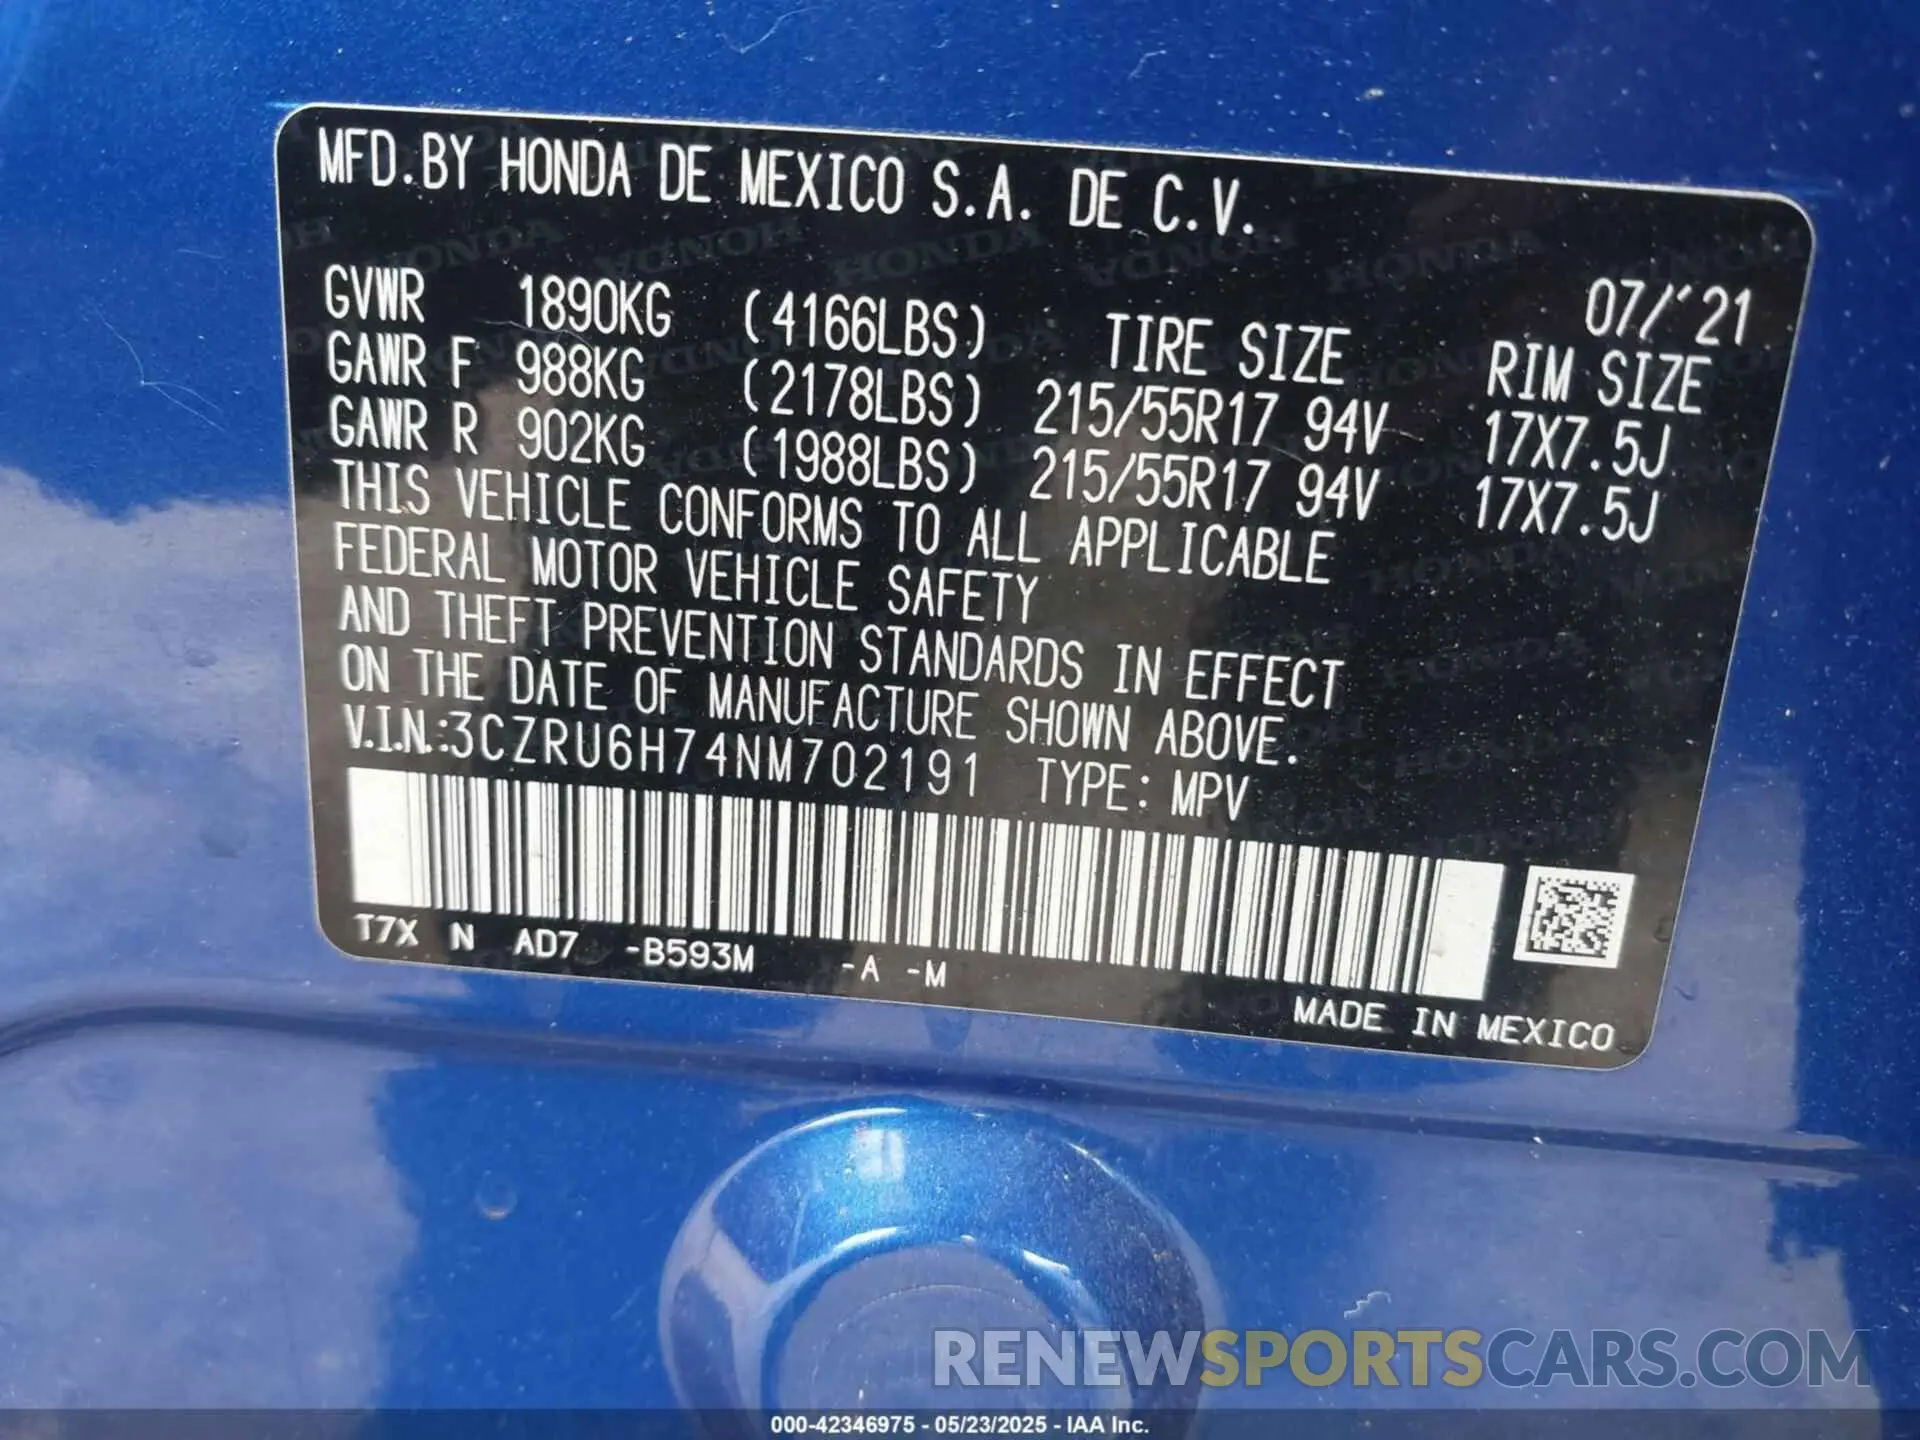 MFD.BY HONDA DE MEXICO S.A. DE C.V.
07/'21
GVWR 1890KG (4166LBS) TIRE SIZE RIM SIZE
GAWR F 988KG (2178LBS) 215/55R17 94V 17X7.5J
GAWR R 902KG (1988LBS) 215/55R17 94V 17X7.5J
THIS VEHICLE CONFORMS TO ALL APPLICABLE
FEDERAL MOTOR VEHICLE SAFETY
AND THEFT PREVENTION STANDARDS IN EFFECT
ON THE DATE OF MANUFACTURE SHOWN ABOVE.
V.I.N.:3CZRU6H74NM702191 TYPE: MPV
T7X N AD7 -B593M -A -M
MADE IN MEXICO
RENEWSPORTSCARS.COM
000-42346975 - 05/23/2025 - IAA Inc.